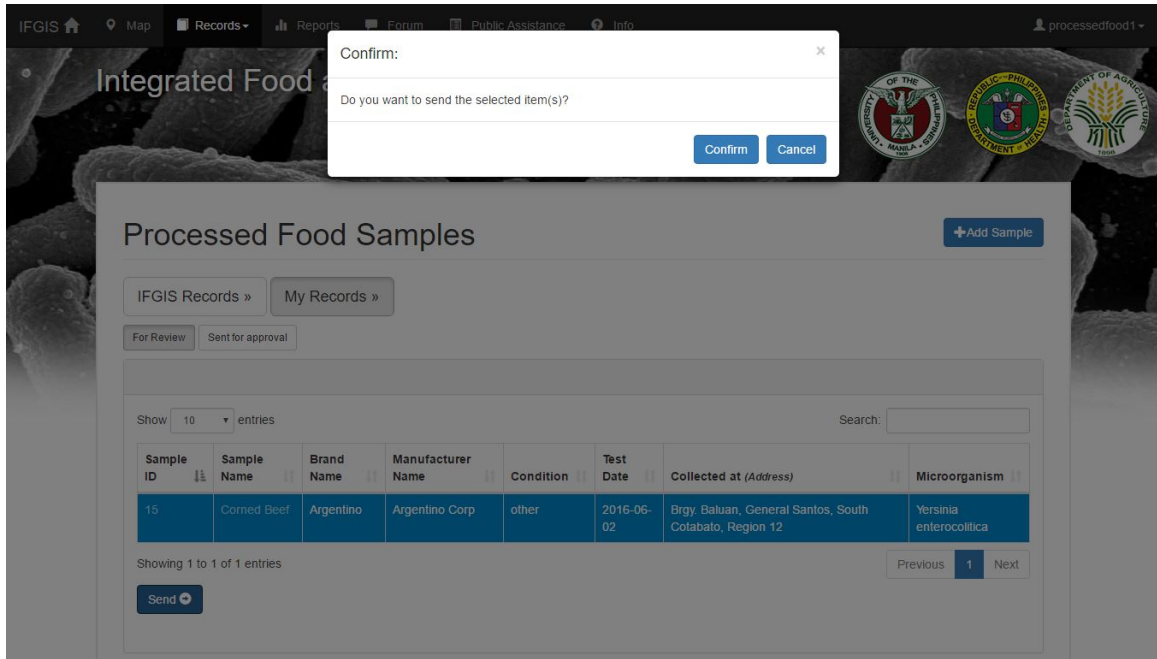 IFGIS Map Records Reports Forum Public Assistance Info processedfood1
Confirm: ×
Integrated Food
Do you want to send the selected item(s)?
Confirm Cancel
Processed Food Samples
Add Sample
IFGIS Records » My Records »
For Review Sent for approval
Show 10 entries Search:
Sample ID Sample Name Brand Name Manufacturer Name Condition Test Date Collected at (Address) Microorganism
15 Corned Beef Argentino Argentino Corp other 2016-06-02 Brgy. Baluan, General Santos, South Cotabato, Region 12 Yersinia enterocolitica
Showing 1 to 1 of 1 entries
Previous 1 Next
Send